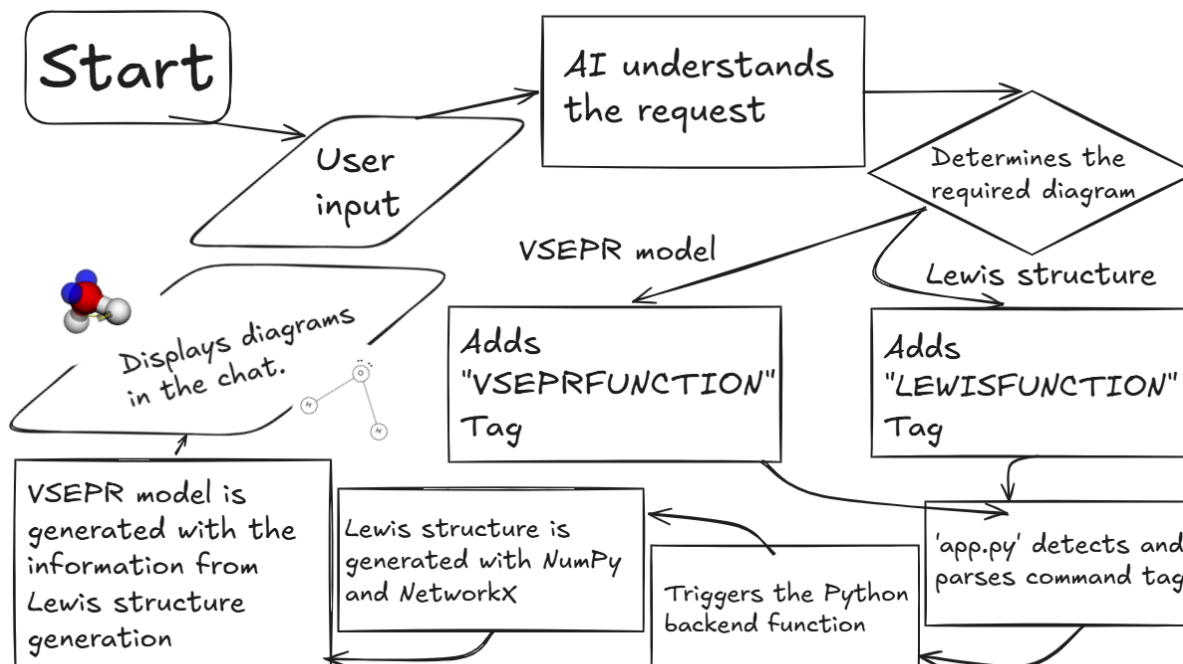 Start
User
input
AI understands
the request
Determines the
required diagram
VSEPR model
Lewis structure
Adds
"VSEPRFUNCTION"
Tag
Adds
"LEWISFUNCTION"
Tag
'app.py' detects and
parses command tag
Triggers the Python
backend function
Lewis structure is
generated with NumPy
and NetworkX
VSEPR model is
generated with the
information from
Lewis structure
generation
Displays diagrams
in the chat.
O
H
H